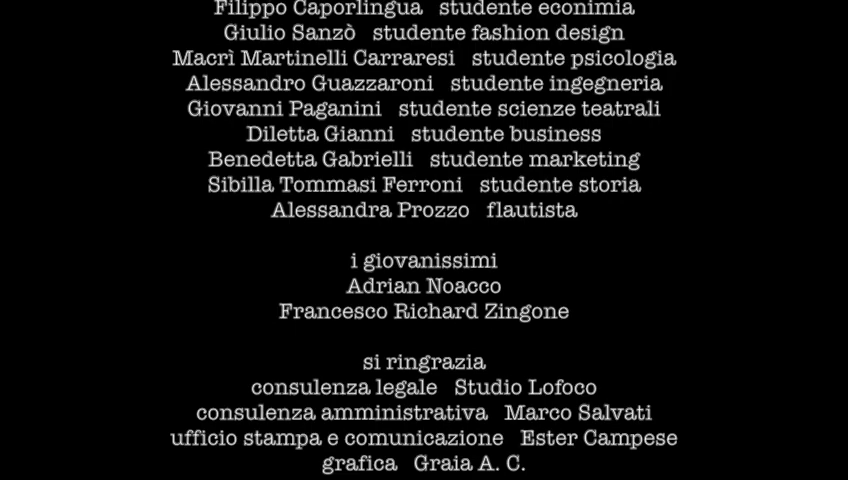 Filippo Caporlingua studente econimia
Giulio Sanzò studente fashion design
Macrì Martinelli Carraresi studente psicologia
Alessandro Guazzaroni studente ingegneria
Giovanni Paganini studente scienze teatrali
Diletta Gianni studente business
Benedetta Gabrielli studente marketing
Sibilla Tommasi Ferroni studente storia
Alessandra Prozzo flautista
i giovanissimi
Adrian Noacco
Francesco Richard Zingone
si ringrazia
consulenza legale Studio Lofoco
consulenza amministrativa Marco Salvati
ufficio stampa e comunicazione Ester Campese
grafica Graia A. C.